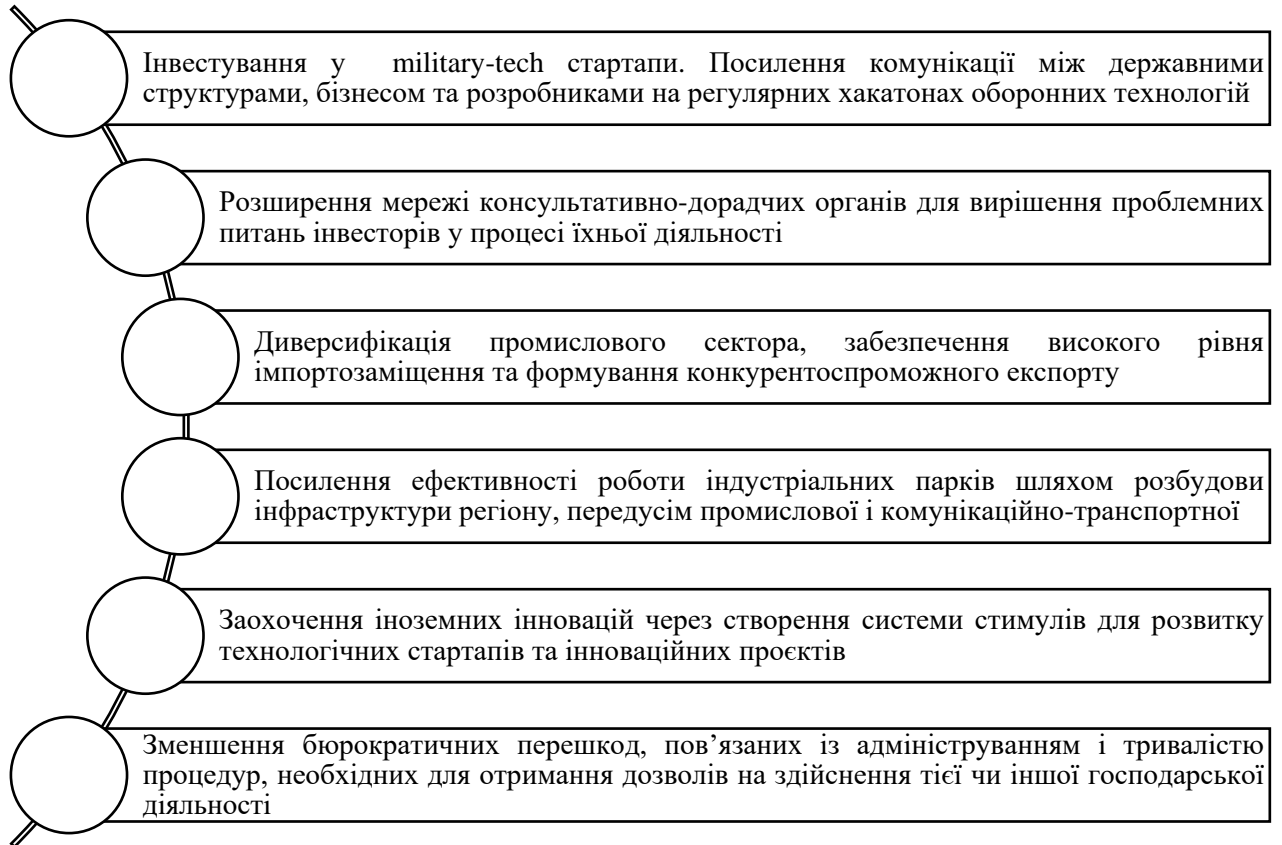 Інвестування у military-tech стартапи. Посилення комунікації між державними
структурами, бізнесом та розробниками на регулярних хакатонах оборонних технологій
Розширення мережі консультативно-дорадчих органів для вирішення проблемних
питань інвесторів у процесі їхньої діяльності
Диверсифікація промислового сектора, забезпечення високого рівня
імпортозаміщення та формування конкурентоспроможного експорту
Посилення ефективності роботи індустріальних парків шляхом розбудови
інфраструктури регіону, передусім промислової і комунікаційно-транспортної
Заохочення іноземних інновацій через створення системи стимулів для розвитку
технологічних стартапів та інноваційних проєктів
Зменшення бюрократичних перешкод, пов’язаних із адмініструванням і тривалістю
процедур, необхідних для отримання дозволів на здійснення тієї чи іншої господарської
діяльності